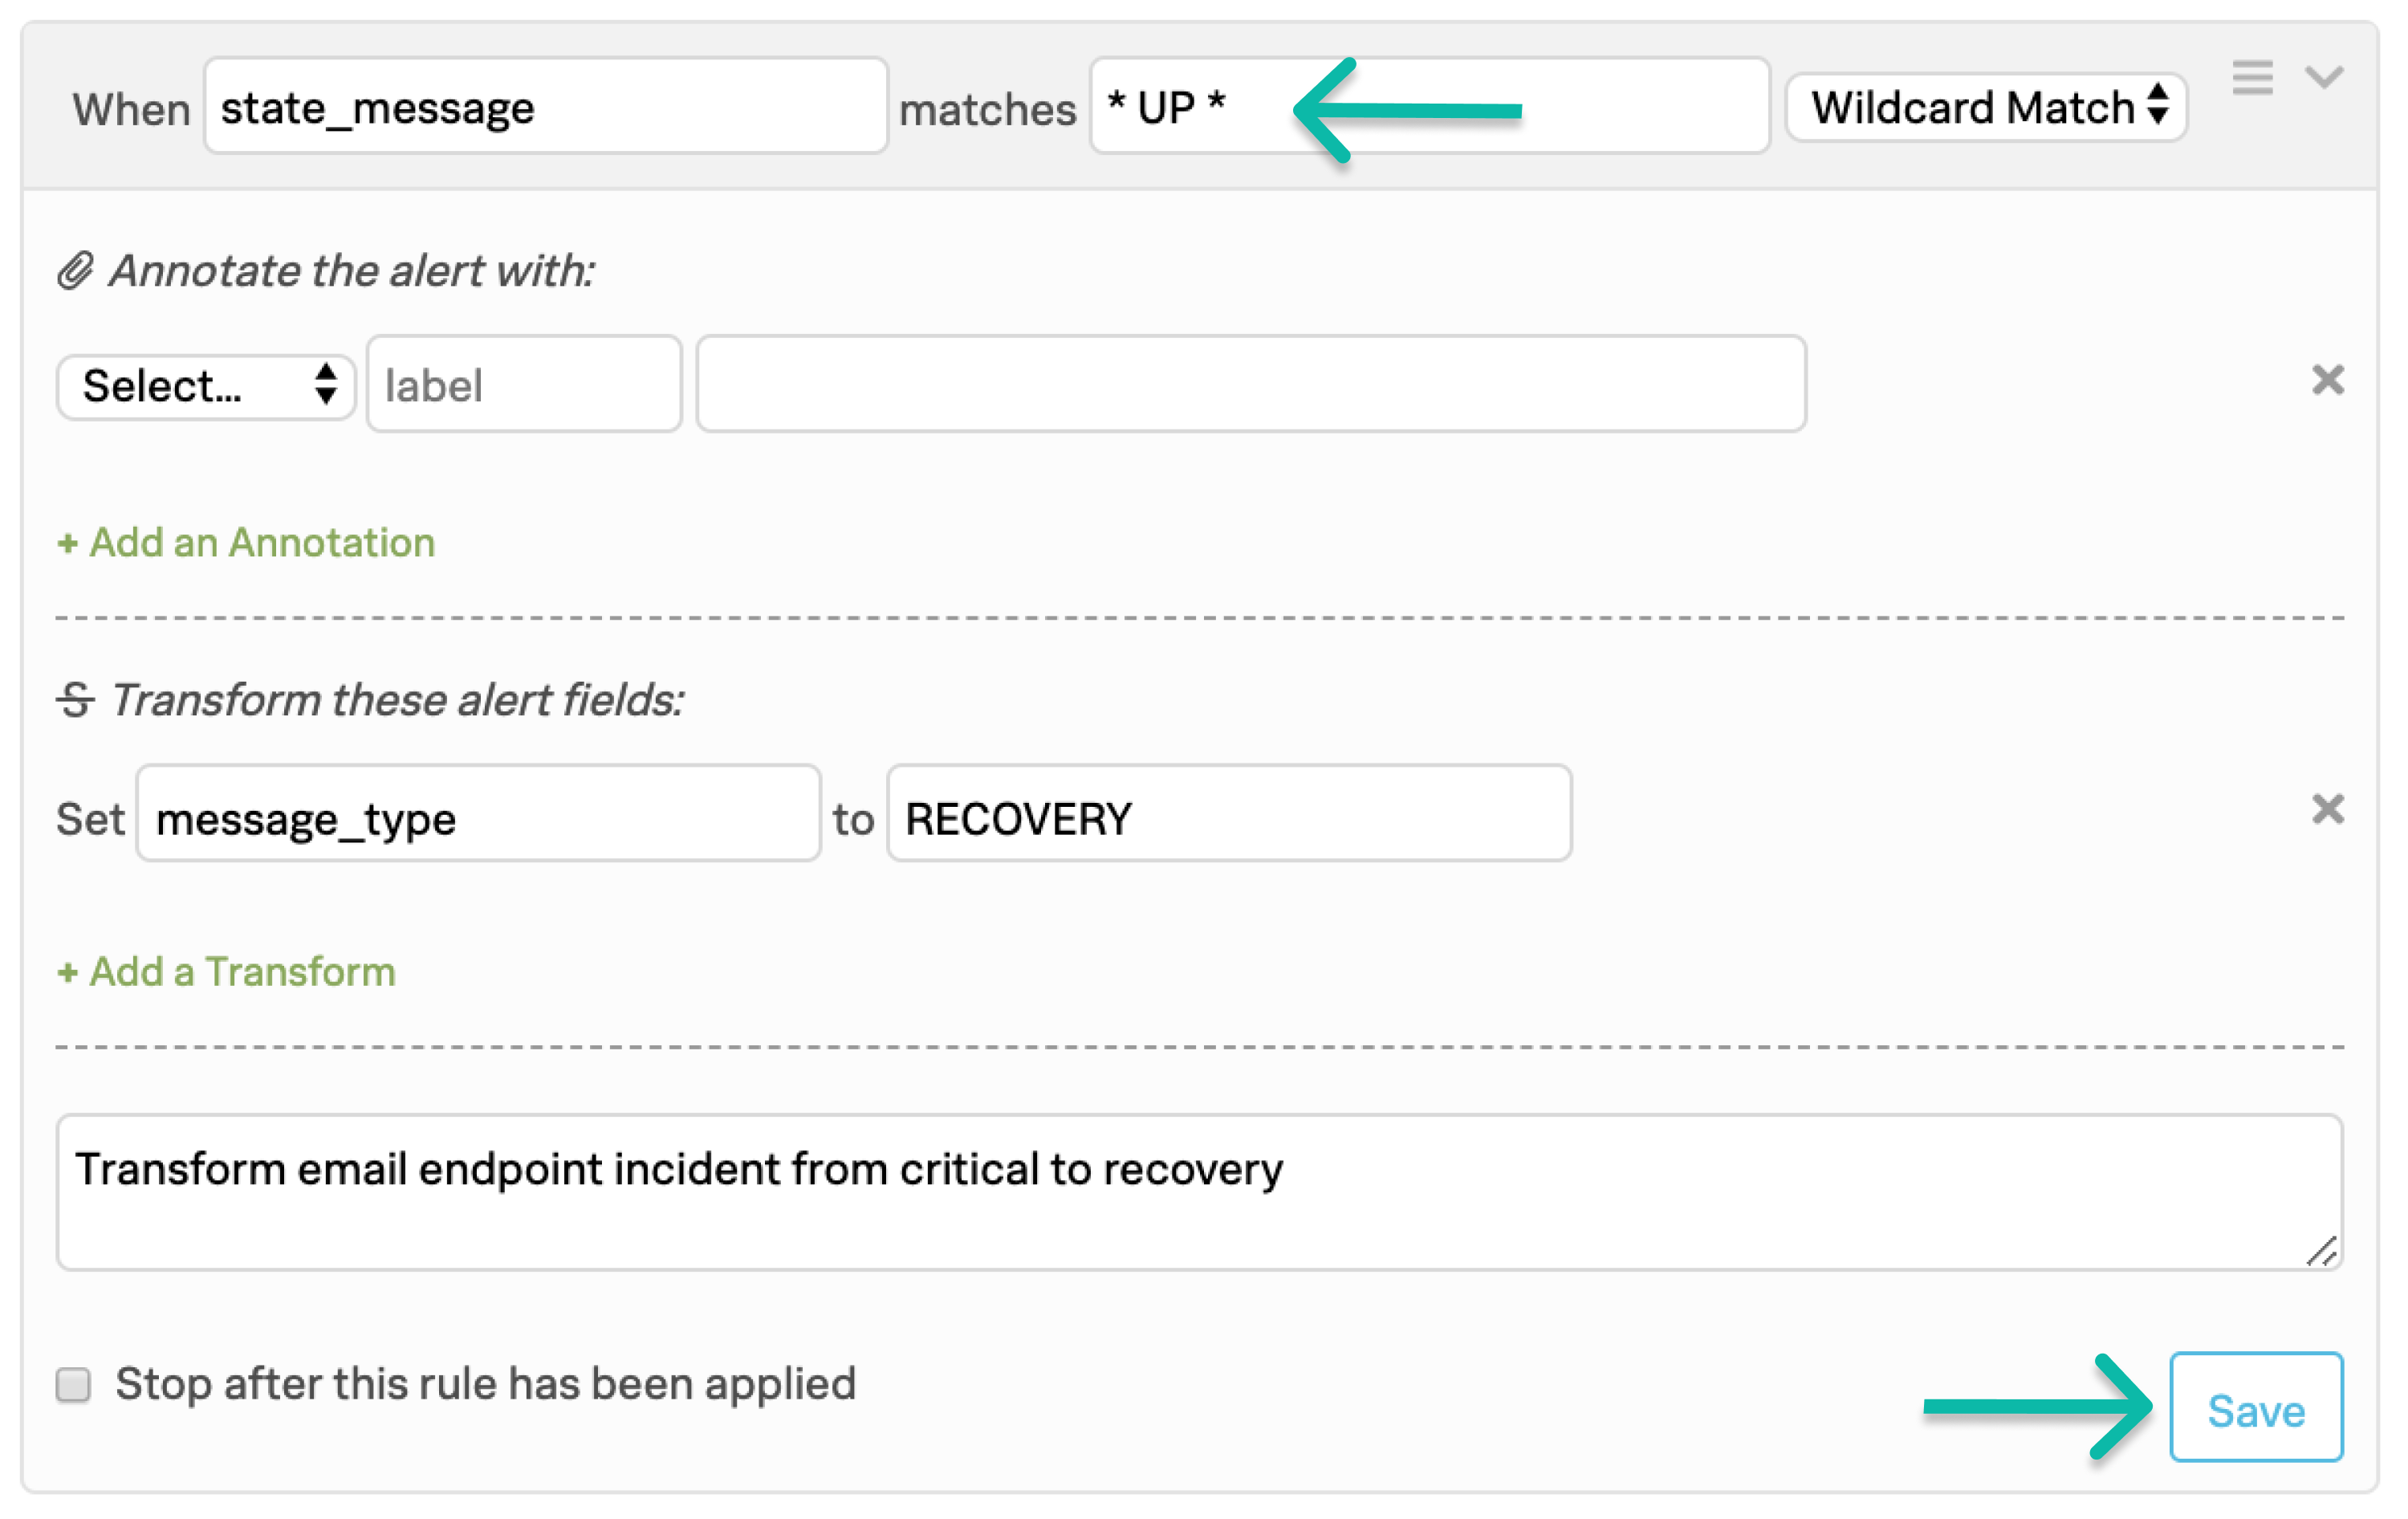 When state_message matches * UP * Wildcard Match
Annotate the alert with:
Select... label
+ Add an Annotation
Transform these alert fields:
Set message_type to RECOVERY
+ Add a Transform
Transform email endpoint incident from critical to recovery
Stop after this rule has been applied
Save